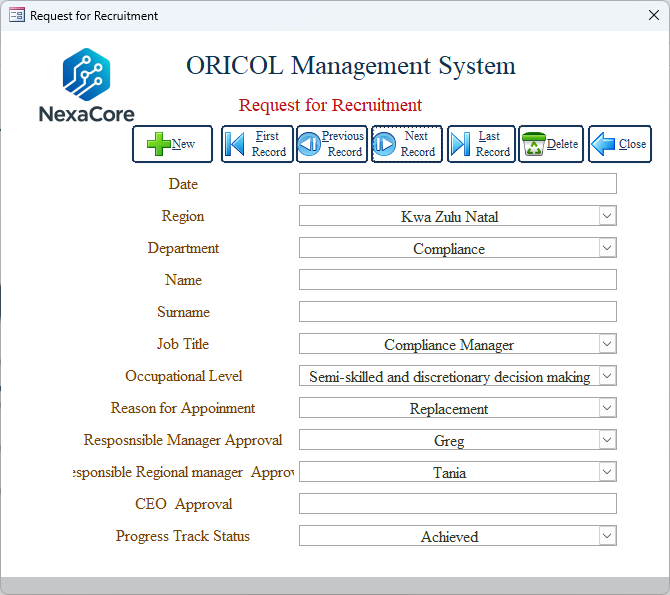 Request for Recruitment
ORICOL Management System
NexaCore
Request for Recruitment
New
First Record
Previous Record
Next Record
Last Record
Delete
Close
Date
Region Kwa Zulu Natal
Department Compliance
Name
Surname
Job Title Compliance Manager
Occupational Level Semi-skilled and discretionary decision making
Reason for Appoinment Replacement
Resposnsible Manager Approval Greg
esponsible Regional manager Approv Tania
CEO Approval
Progress Track Status Achieved